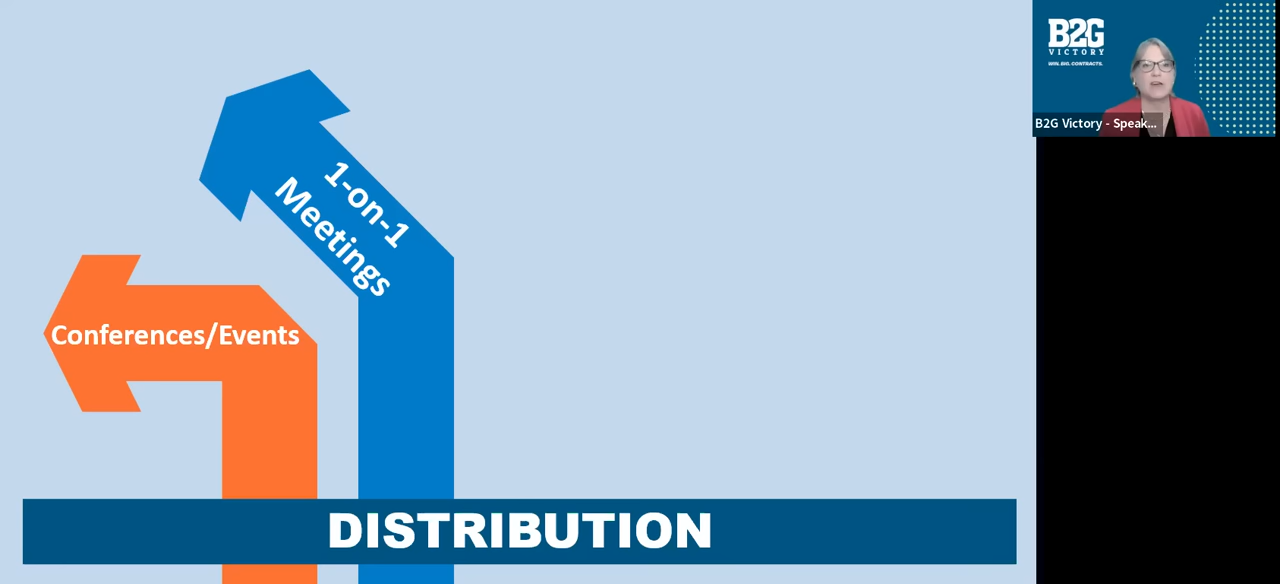 1-on-1
Meetings
Conferences/Events
DISTRIBUTION
B2G
VICTORY
WIN. BIG. CONTRACTS.
B2G Victory - Speak...